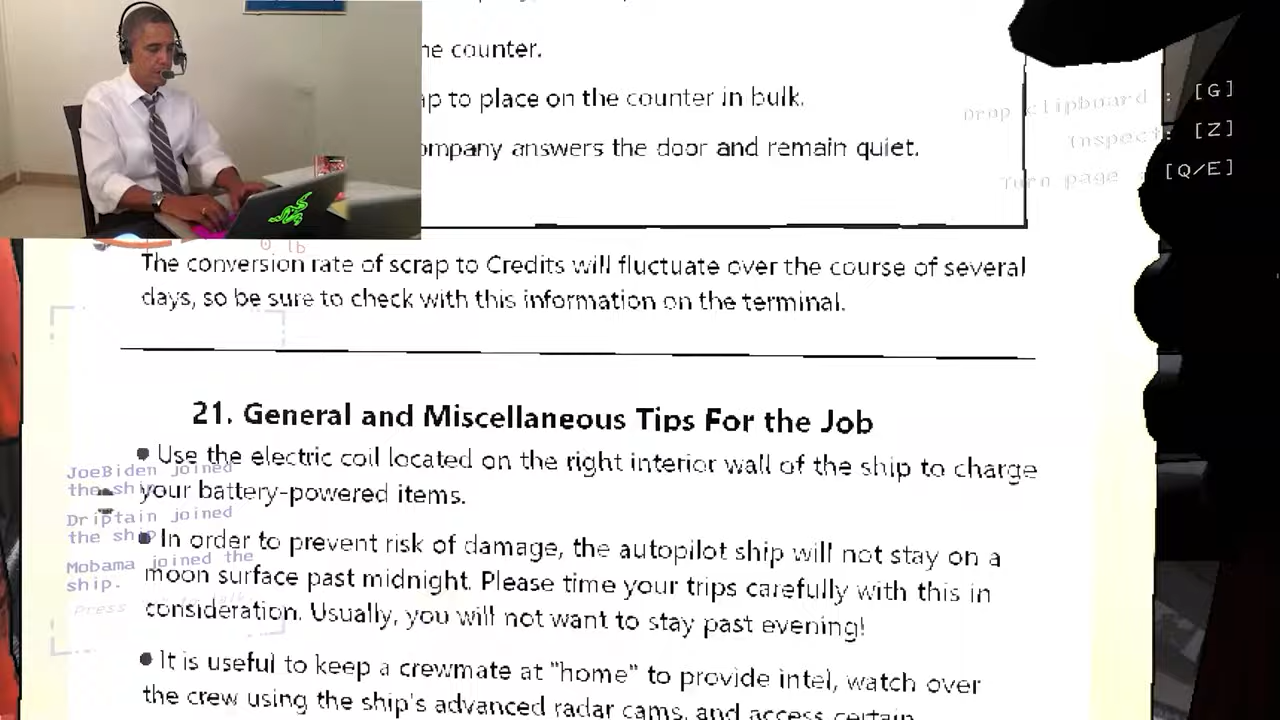 he counter.
ap to place on the counter in bulk.
ompany answers the door and remain quiet.
Drop clipboard : [G]
Inspect: [Z]
Turn page : [Q/E]
0 lb
The conversion rate of scrap to Credits will fluctuate over the course of several
days, so be sure to check with this information on the terminal.
21. General and Miscellaneous Tips For the Job
● Use the electric coil located on the right interior wall of the ship to charge
your battery-powered items.
● In order to prevent risk of damage, the autopilot ship will not stay on a
moon surface past midnight. Please time your trips carefully with this in
consideration. Usually, you will not want to stay past evening!
● It is useful to keep a crewmate at "home" to provide intel, watch over
the crew using the ship's advanced radar cams, and access certain
JoeBiden joined
the ship
Driptain joined
the ship
Mobama joined the
ship.
Press